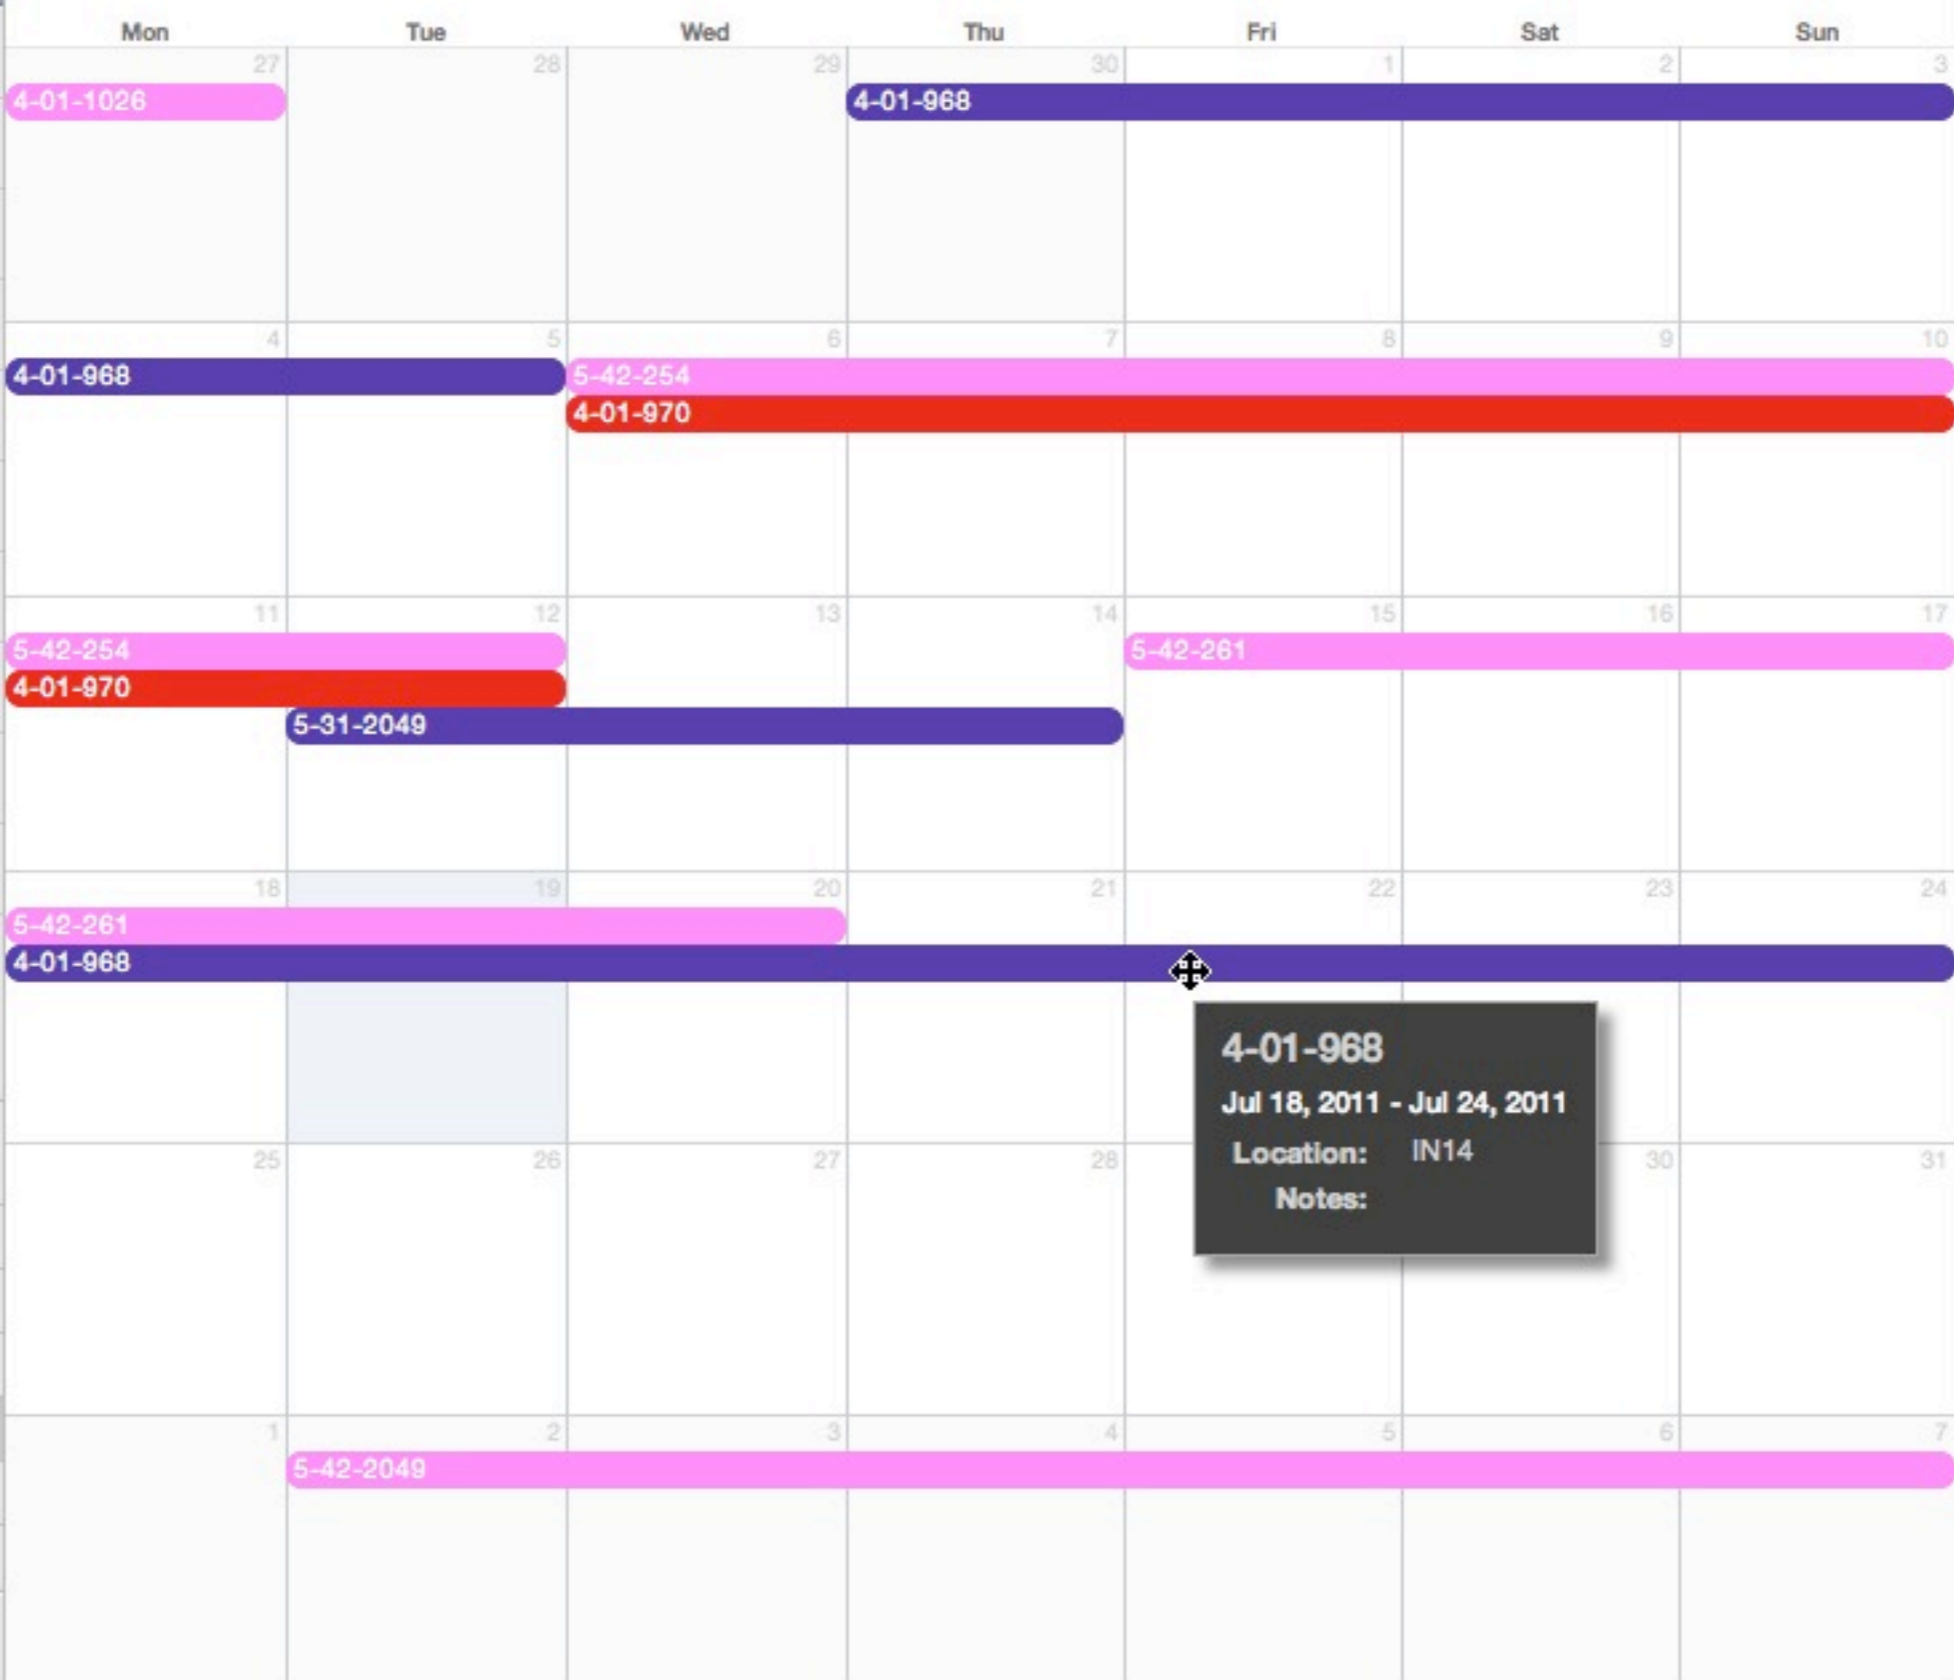 Mon Tue Wed Thu Fri Sat Sun
27 28 29 30 1 2 3
4-01-1026 4-01-968
4 5 6 7 8 9 10
4-01-968 5-42-254
4-01-970
11 12 13 14 15 16 17
5-42-254 5-42-261
4-01-970
5-31-2049
18 19 20 21 22 23 24
5-42-261
4-01-968
4-01-968
Jul 18, 2011 - Jul 24, 2011
Location: IN14
Notes:
25 26 27 28 30 31
1 2 3 4 5 6 7
5-42-2049